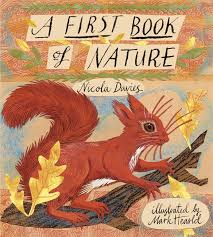 A FIRST BOOK
of NATURE
Nicola Davies
illustrated by
Mark Hearld